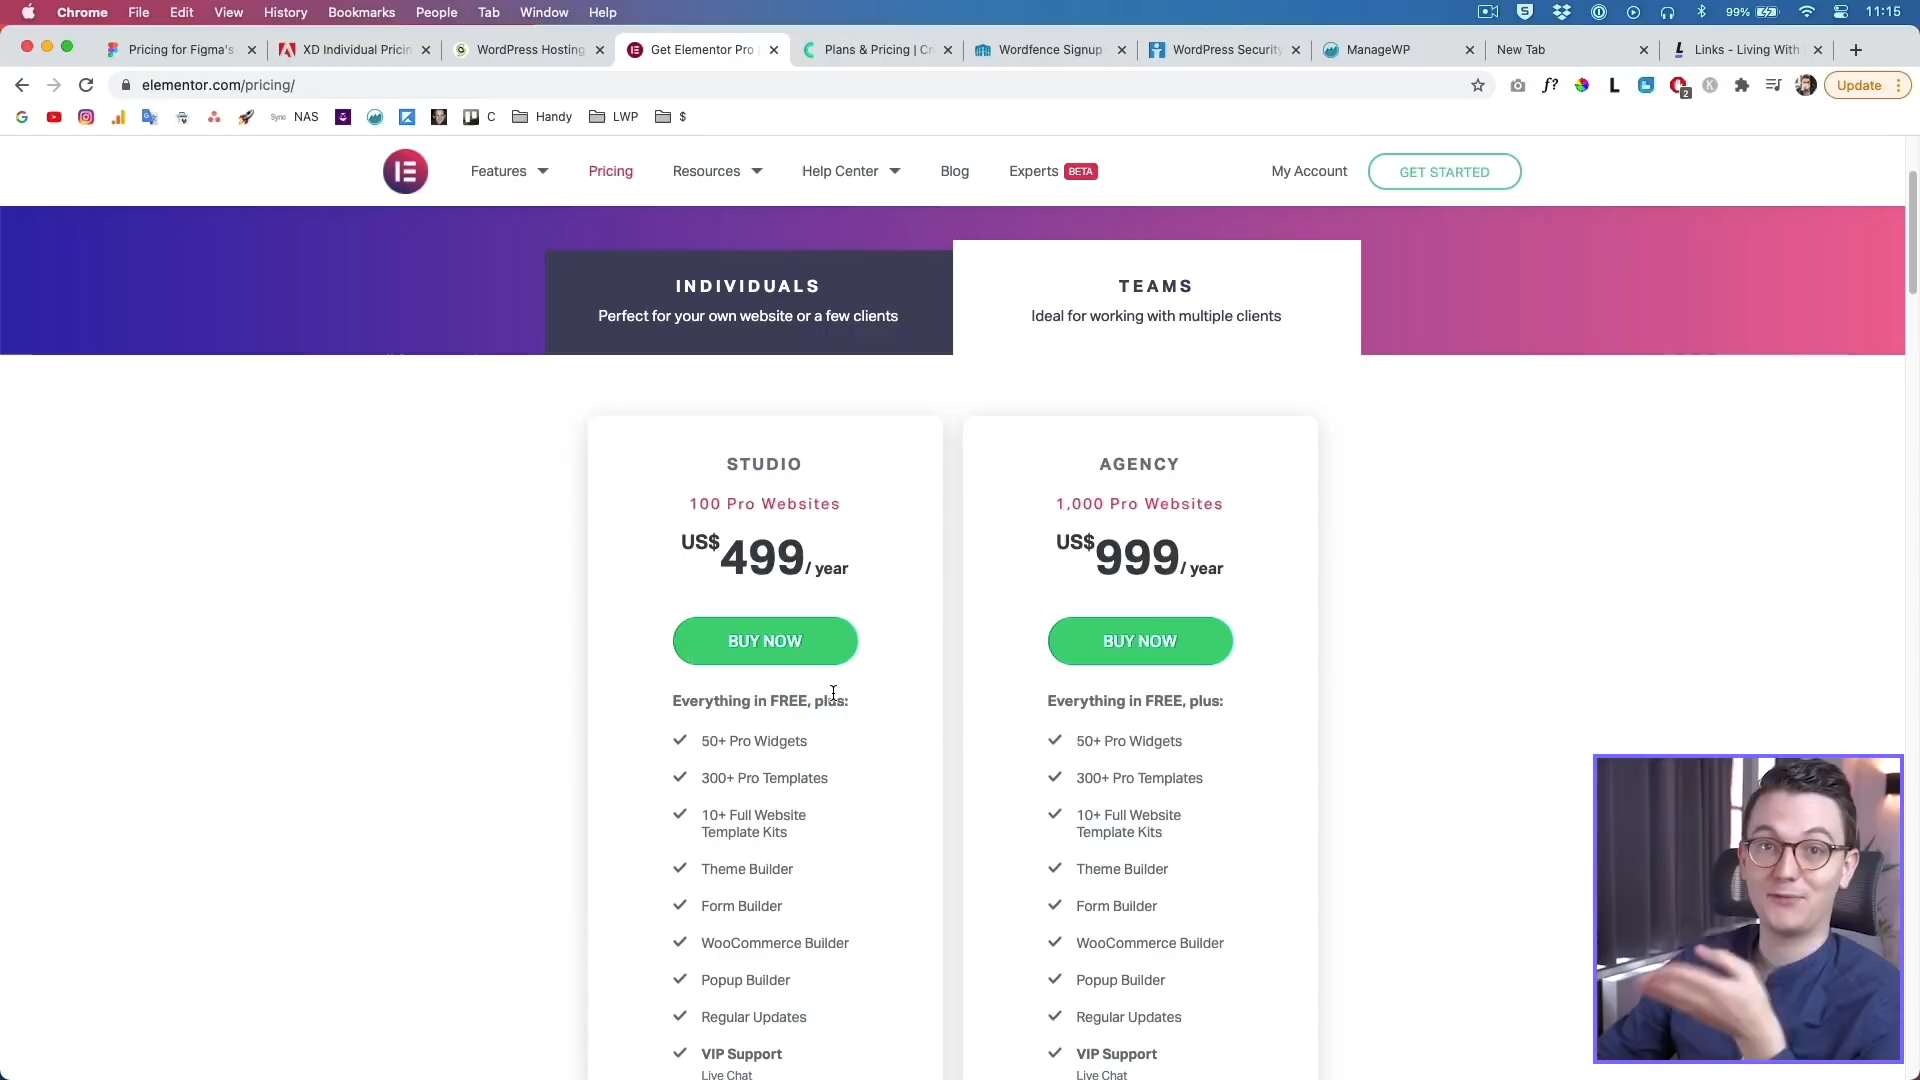 Chrome File Edit View History Bookmarks People Tab Window Help 99% 11:15
Pricing for Figma's
XD Individual Pricin
WordPress Hosting
Get Elementor Pro
Plans & Pricing | Cr
Wordfence Signup
WordPress Security
ManageWP
New Tab
Links - Living With
elementor.com/pricing/
f?
L
2
K
Update
Sync NAS
C
Handy
LWP
$
Features
Pricing
Resources
Help Center
Blog
Experts BETA
My Account
GET STARTED
INDIVIDUALS
Perfect for your own website or a few clients
TEAMS
Ideal for working with multiple clients
STUDIO
100 Pro Websites
US$499/ year
BUY NOW
Everything in FREE, plus:
50+ Pro Widgets
300+ Pro Templates
10+ Full Website
Template Kits
Theme Builder
Form Builder
WooCommerce Builder
Popup Builder
Regular Updates
VIP Support
Live Chat
AGENCY
1,000 Pro Websites
US$999/ year
BUY NOW
Everything in FREE, plus:
50+ Pro Widgets
300+ Pro Templates
10+ Full Website
Template Kits
Theme Builder
Form Builder
WooCommerce Builder
Popup Builder
Regular Updates
VIP Support
Live Chat